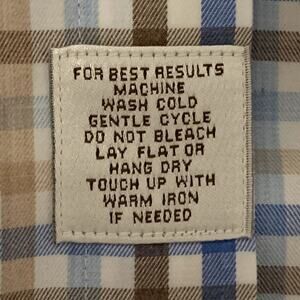 FOR BEST RESULTS
MACHINE
WASH COLD
GENTLE CYCLE
DO NOT BLEACH
LAY FLAT OR
HANG DRY
TOUCH UP WITH
WARM IRON
IF NEEDED